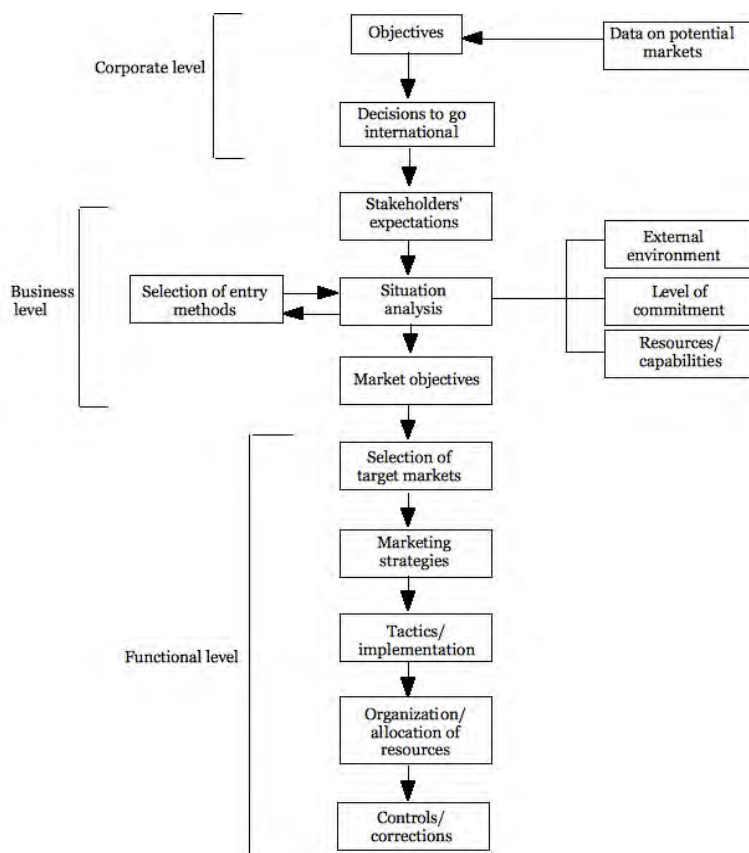 Objectives
Data on potential
markets
Corporate level
Decisions to go
international
Stakeholders'
expectations
External
environment
Business
level
Selection of entry
methods
Situation
analysis
Level of
commitment
Resources/
capabilities
Market objectives
Selection of
target markets
Marketing
strategies
Functional level
Tactics/
implementation
Organization/
allocation of
resources
Controls/
corrections